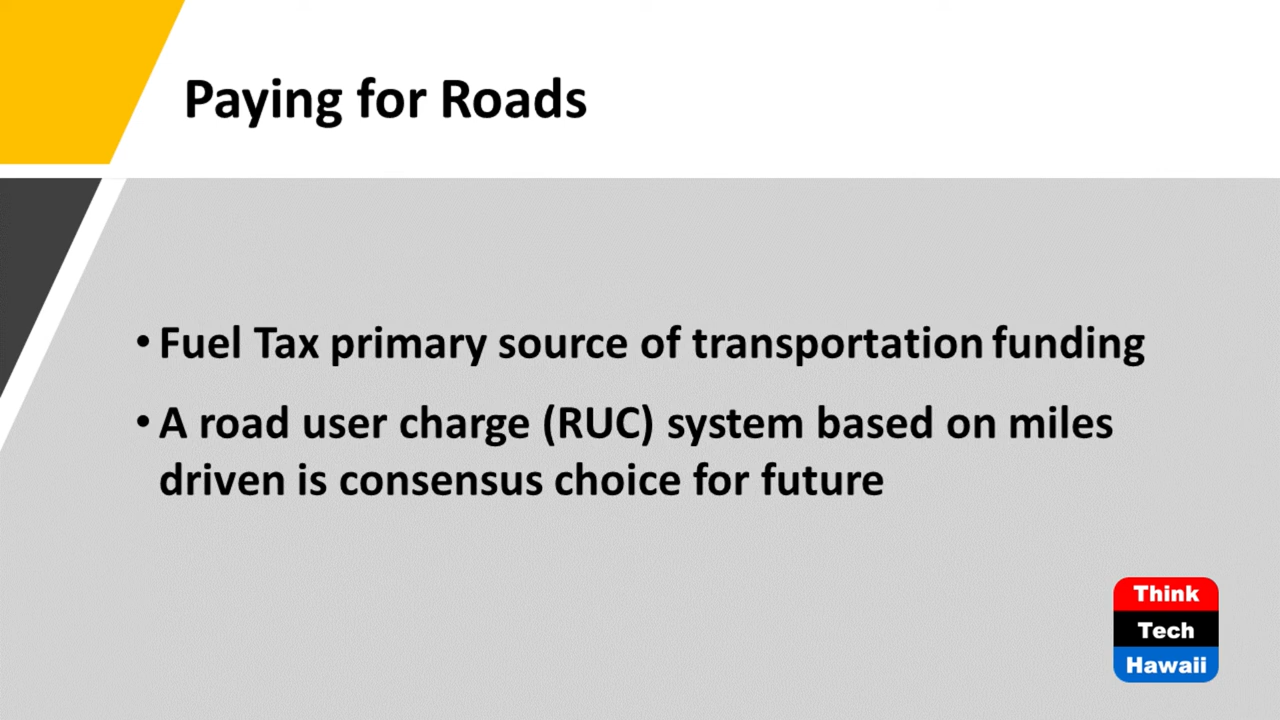 Paying for Roads
• Fuel Tax primary source of transportation funding
• A road user charge (RUC) system based on miles
driven is consensus choice for future
Think
Tech
Hawaii